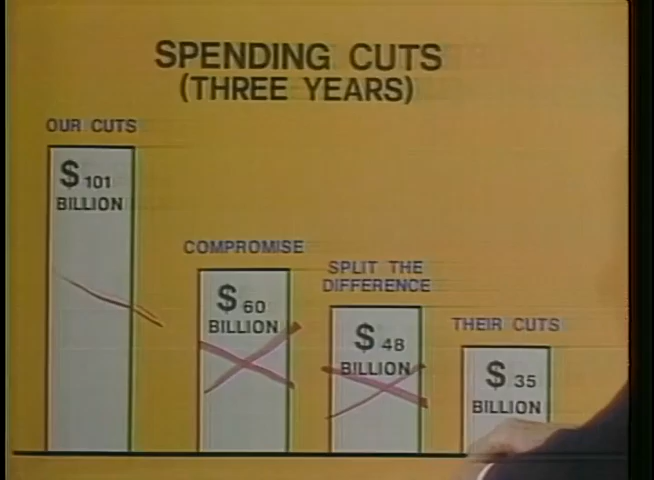 SPENDING CUTS
(THREE YEARS)
OUR CUTS
$ 101
BILLION
COMPROMISE
$ 60
BILLION
SPLIT THE
DIFFERENCE
$ 48
BILLION
THEIR CUTS
$ 35
BILLION